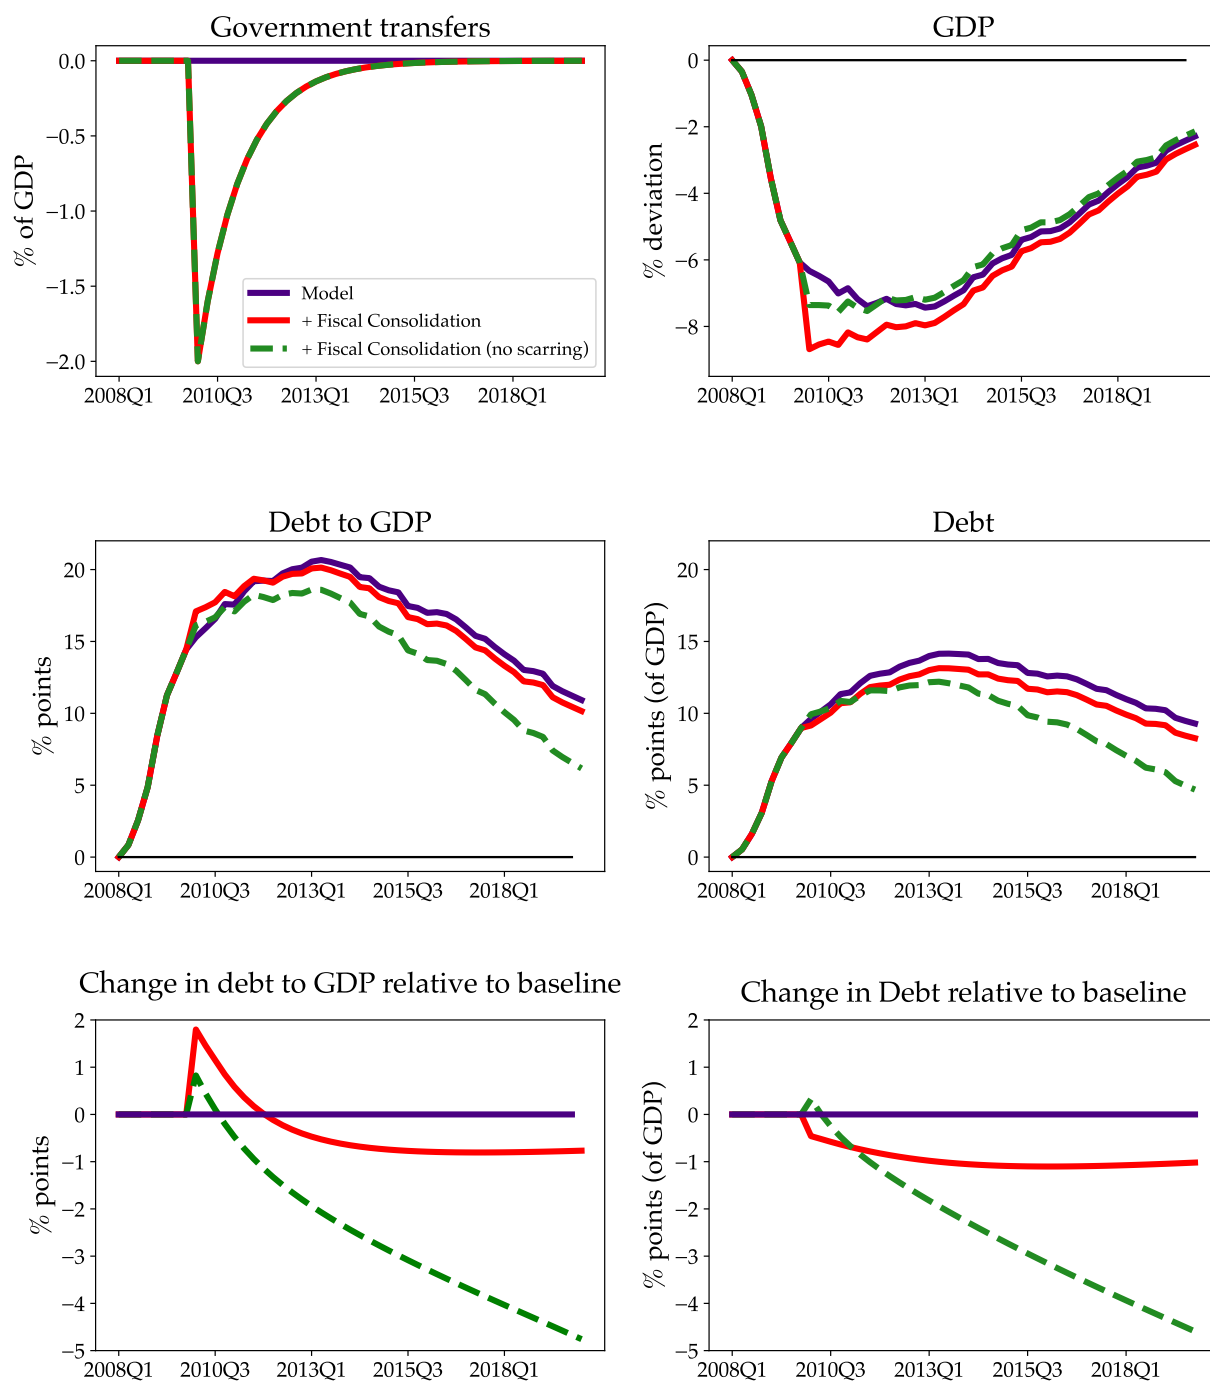 Government transfers
% of GDP
0.0
−0.5
−1.0
−1.5
−2.0
Model
+ Fiscal Consolidation
+ Fiscal Consolidation (no scarring)
2008Q1 2010Q3 2013Q1 2015Q3 2018Q1
GDP
% deviation
0
−2
−4
−6
−8
2008Q1 2010Q3 2013Q1 2015Q3 2018Q1
Debt to GDP
% points
20
15
10
5
0
2008Q1 2010Q3 2013Q1 2015Q3 2018Q1
Debt
% points (of GDP)
20
15
10
5
0
2008Q1 2010Q3 2013Q1 2015Q3 2018Q1
Change in debt to GDP relative to baseline
% points
2
1
0
−1
−2
−3
−4
−5
2008Q1 2010Q3 2013Q1 2015Q3 2018Q1
Change in Debt relative to baseline
% points (of GDP)
2
1
0
−1
−2
−3
−4
−5
2008Q1 2010Q3 2013Q1 2015Q3 2018Q1